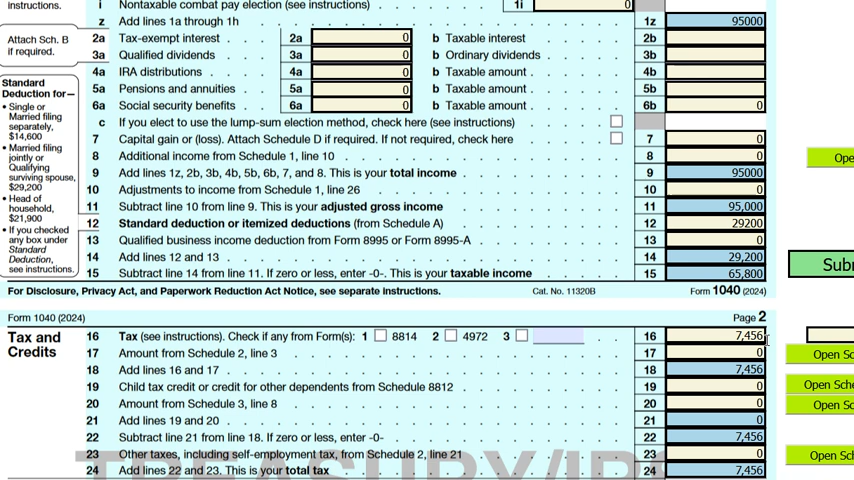 instructions.
i Nontaxable combat pay election (see instructions) . . . . 1i 0
z Add lines 1a through 1h . . . . 1z 95000
Attach Sch. B if required.
2a Tax-exempt interest . . . 2a 0 b Taxable interest . . . . 2b
3a Qualified dividends . . . 3a 0 b Ordinary dividends . . . . 3b
4a IRA distributions . . . 4a 0 b Taxable amount . . . . 4b
5a Pensions and annuities . . 5a 0 b Taxable amount . . . . 5b
6a Social security benefits . . 6a 0 b Taxable amount . . . . 6b 0
Standard Deduction for—
• Single or Married filing separately, $14,600
• Married filing jointly or Qualifying surviving spouse, $29,200
• Head of household, $21,900
• If you checked any box under Standard Deduction, see instructions.
c If you elect to use the lump-sum election method, check here (see instructions)
7 Capital gain or (loss). Attach Schedule D if required. If not required, check here . . . . 7 0
8 Additional income from Schedule 1, line 10 . . . . 8 0
9 Add lines 1z, 2b, 3b, 4b, 5b, 6b, 7, and 8. This is your total income . . . . 9 95000
10 Adjustments to income from Schedule 1, line 26 . . . . 10 0
11 Subtract line 10 from line 9. This is your adjusted gross income . . . . 11 95,000
12 Standard deduction or itemized deductions (from Schedule A) . . . . 12 29200
13 Qualified business income deduction from Form 8995 or Form 8995-A . . . . 13 0
14 Add lines 12 and 13 . . . . 14 29,200
15 Subtract line 14 from line 11. If zero or less, enter -0-. This is your taxable income . . . . 15 65,800
For Disclosure, Privacy Act, and Paperwork Reduction Act Notice, see separate instructions. Cat. No. 11320B Form 1040 (2024)
Form 1040 (2024) Page 2
Tax and Credits
16 Tax (see instructions). Check if any from Form(s): 1 8814 2 4972 3 . . 16 7,456
17 Amount from Schedule 2, line 3 . . . . 17 0
18 Add lines 16 and 17 . . . . 18 7,456
19 Child tax credit or credit for other dependents from Schedule 8812 . . . . 19 0
20 Amount from Schedule 3, line 8 . . . . 20 0
21 Add lines 19 and 20 . . . . 21 0
22 Subtract line 21 from line 18. If zero or less, enter -0- . . . . 22 7,456
23 Other taxes, including self-employment tax, from Schedule 2, line 21 . . . . 23 0
24 Add lines 22 and 23. This is your total tax . . . . 24 7,456
TREASURY/IRS
Ope
Subr
Open Sc
Open Sche
Open Sc
Open Sc